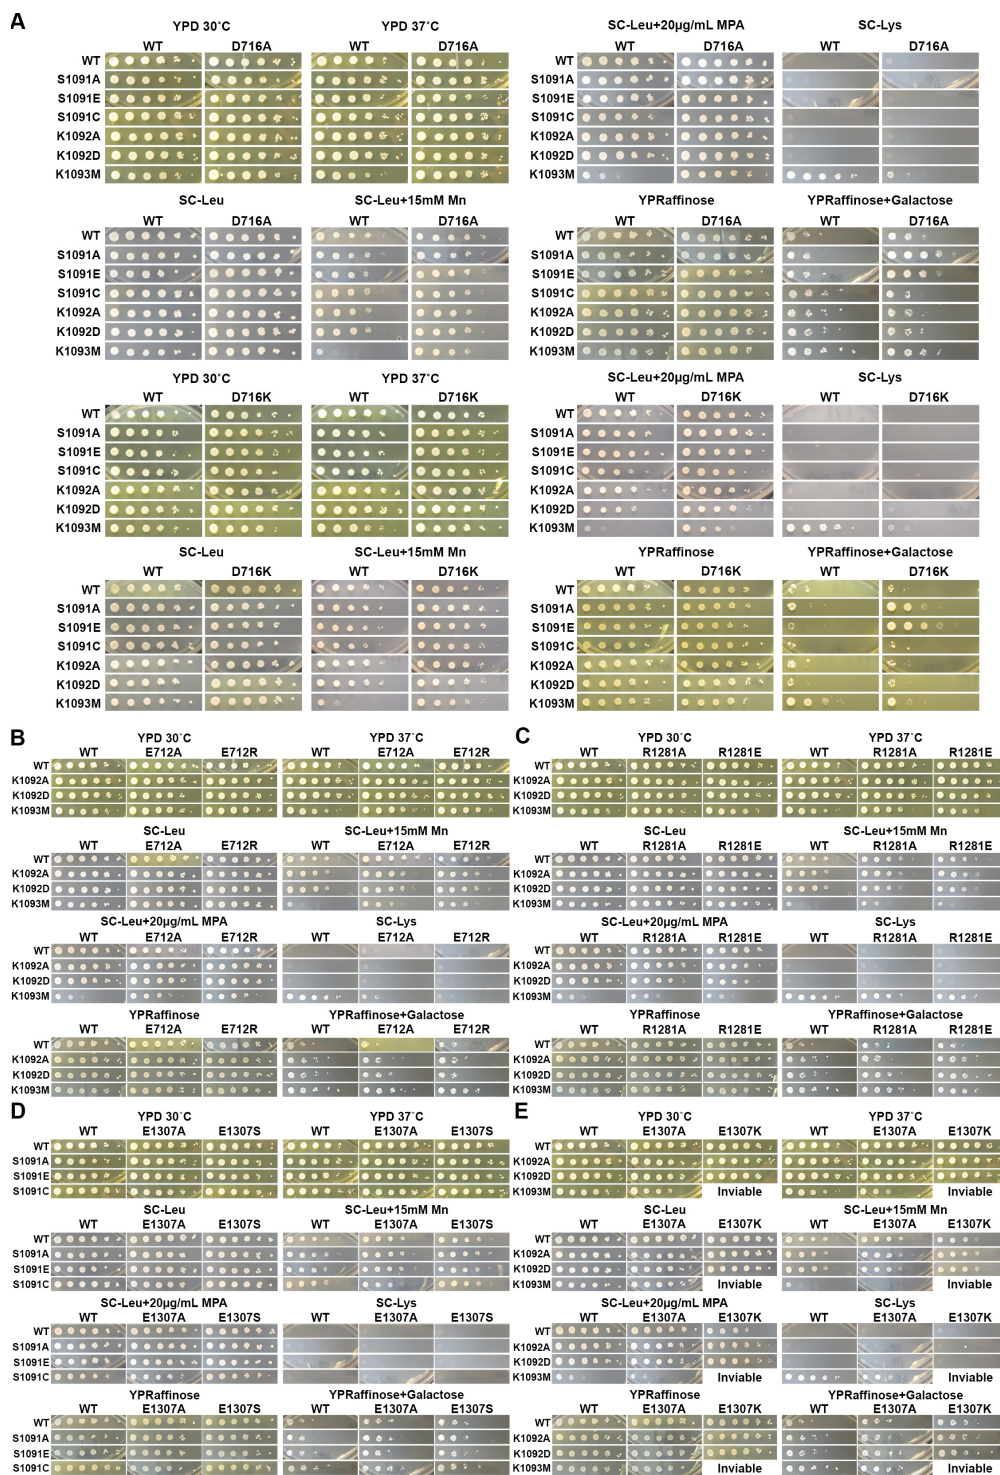 A
YPD 30°C YPD 37°C SC-Leu+20µg/mL MPA SC-Lys
WT D716A WT D716A WT D716A WT D716A
WT WT
S1091A S1091A
S1091E S1091E
S1091C S1091C
K1092A K1092A
K1092D K1092D
K1093M K1093M
SC-Leu SC-Leu+15mM Mn YPRaffinose YPRaffinose+Galactose
WT D716A WT D716A WT D716A WT D716A
WT WT
S1091A S1091A
S1091E S1091E
S1091C S1091C
K1092A K1092A
K1092D K1092D
K1093M K1093M
YPD 30°C YPD 37°C SC-Leu+20µg/mL MPA SC-Lys
WT D716K WT D716K WT D716K WT D716K
WT WT
S1091A S1091A
S1091E S1091E
S1091C S1091C
K1092A K1092A
K1092D K1092D
K1093M K1093M
SC-Leu SC-Leu+15mM Mn YPRaffinose YPRaffinose+Galactose
WT D716K WT D716K WT D716K WT D716K
WT WT
S1091A S1091A
S1091E S1091E
S1091C S1091C
K1092A K1092A
K1092D K1092D
K1093M K1093M
B
YPD 30°C YPD 37°C
WT E712A E712R WT E712A E712R
WT
K1092A
K1092D
K1093M
SC-Leu SC-Leu+15mM Mn
WT E712A E712R WT E712A E712R
WT
K1092A
K1092D
K1093M
SC-Leu+20µg/mL MPA SC-Lys
WT E712A E712R WT E712A E712R
WT
K1092A
K1092D
K1093M
YPRaffinose YPRaffinose+Galactose
WT E712A E712R WT E712A E712R
WT
K1092A
K1092D
K1093M
C
YPD 30°C YPD 37°C
WT R1281A R1281E WT R1281A R1281E
WT
K1092A
K1092D
K1093M
SC-Leu SC-Leu+15mM Mn
WT R1281A R1281E WT R1281A R1281E
WT
K1092A
K1092D
K1093M
SC-Leu+20µg/mL MPA SC-Lys
WT R1281A R1281E WT R1281A R1281E
WT
K1092A
K1092D
K1093M
YPRaffinose YPRaffinose+Galactose
WT R1281A R1281E WT R1281A R1281E
WT
K1092A
K1092D
K1093M
D
YPD 30°C YPD 37°C
WT E1307A E1307S WT E1307A E1307S
WT
S1091A
S1091E
S1091C
SC-Leu SC-Leu+15mM Mn
WT E1307A E1307S WT E1307A E1307S
WT
S1091A
S1091E
S1091C
SC-Leu+20µg/mL MPA SC-Lys
WT E1307A E1307S WT E1307A E1307S
WT
S1091A
S1091E
S1091C
YPRaffinose YPRaffinose+Galactose
WT E1307A E1307S WT E1307A E1307S
WT
S1091A
S1091E
S1091C
E
YPD 30°C YPD 37°C
WT E1307A E1307K WT E1307A E1307K
WT
K1092A
K1092D
K1093M Inviable Inviable
SC-Leu SC-Leu+15mM Mn
WT E1307A E1307K WT E1307A E1307K
WT
K1092A
K1092D
K1093M Inviable Inviable
SC-Leu+20µg/mL MPA SC-Lys
WT E1307A E1307K WT E1307A E1307K
WT
K1092A
K1092D
K1093M Inviable Inviable
YPRaffinose YPRaffinose+Galactose
WT E1307A E1307K WT E1307A E1307K
WT
K1092A
K1092D
K1093M Inviable Inviable